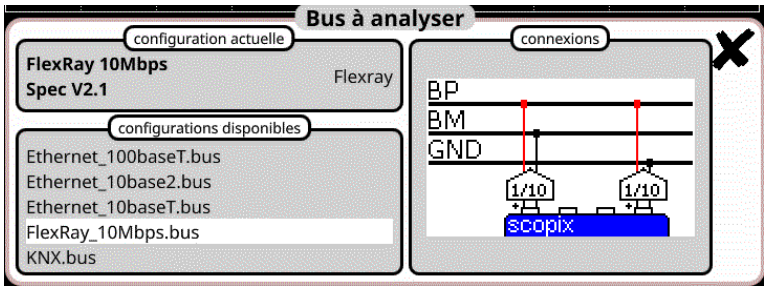 Bus à analyser
configuration actuelle
FlexRay 10Mbps
Spec V2.1
Flexray
configurations disponibles
Ethernet_100baseT.bus
Ethernet_10base2.bus
Ethernet_10baseT.bus
FlexRay_10Mbps.bus
KNX.bus
connexions
BP
BM
GND
1/10
1/10
+
+
scopix